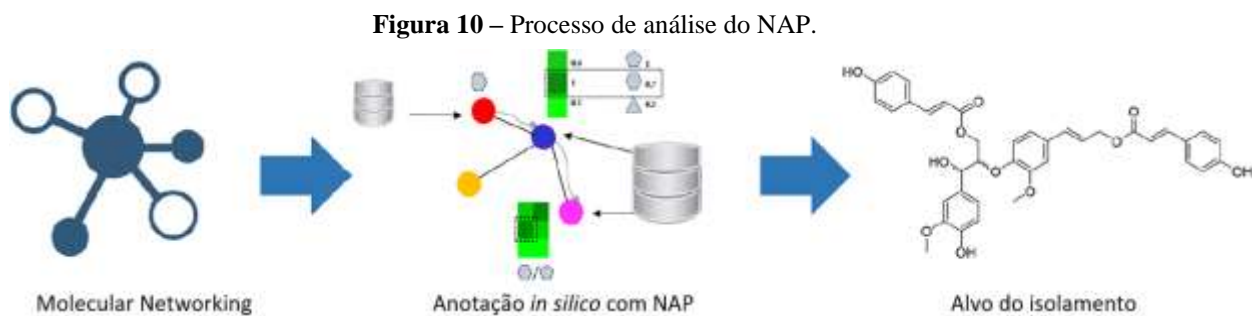 Figura 10 – Processo de análise do NAP.
HO
O
O
O
O
HO
O
O
O
OH
Molecular Networking
Anotação in silico com NAP
Alvo do isolamento